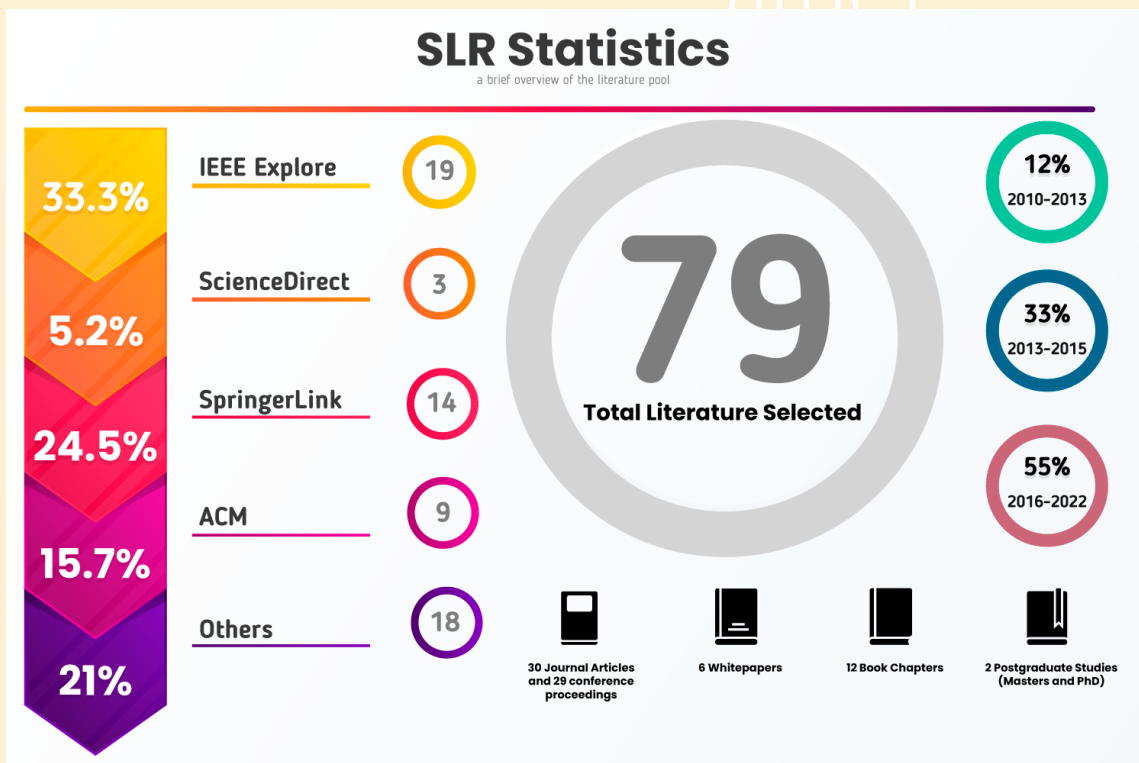 SLR Statistics
a brief overview of the literature pool
33.3%
IEEE Explore
19
5.2%
ScienceDirect
3
24.5%
SpringerLink
14
15.7%
ACM
9
21%
Others
18
79
Total Literature Selected
12%
2010-2013
33%
2013-2015
55%
2016-2022
30 Journal Articles
and 29 conference
proceedings
6 Whitepapers
12 Book Chapters
2 Postgraduate Studies
(Masters and PhD)